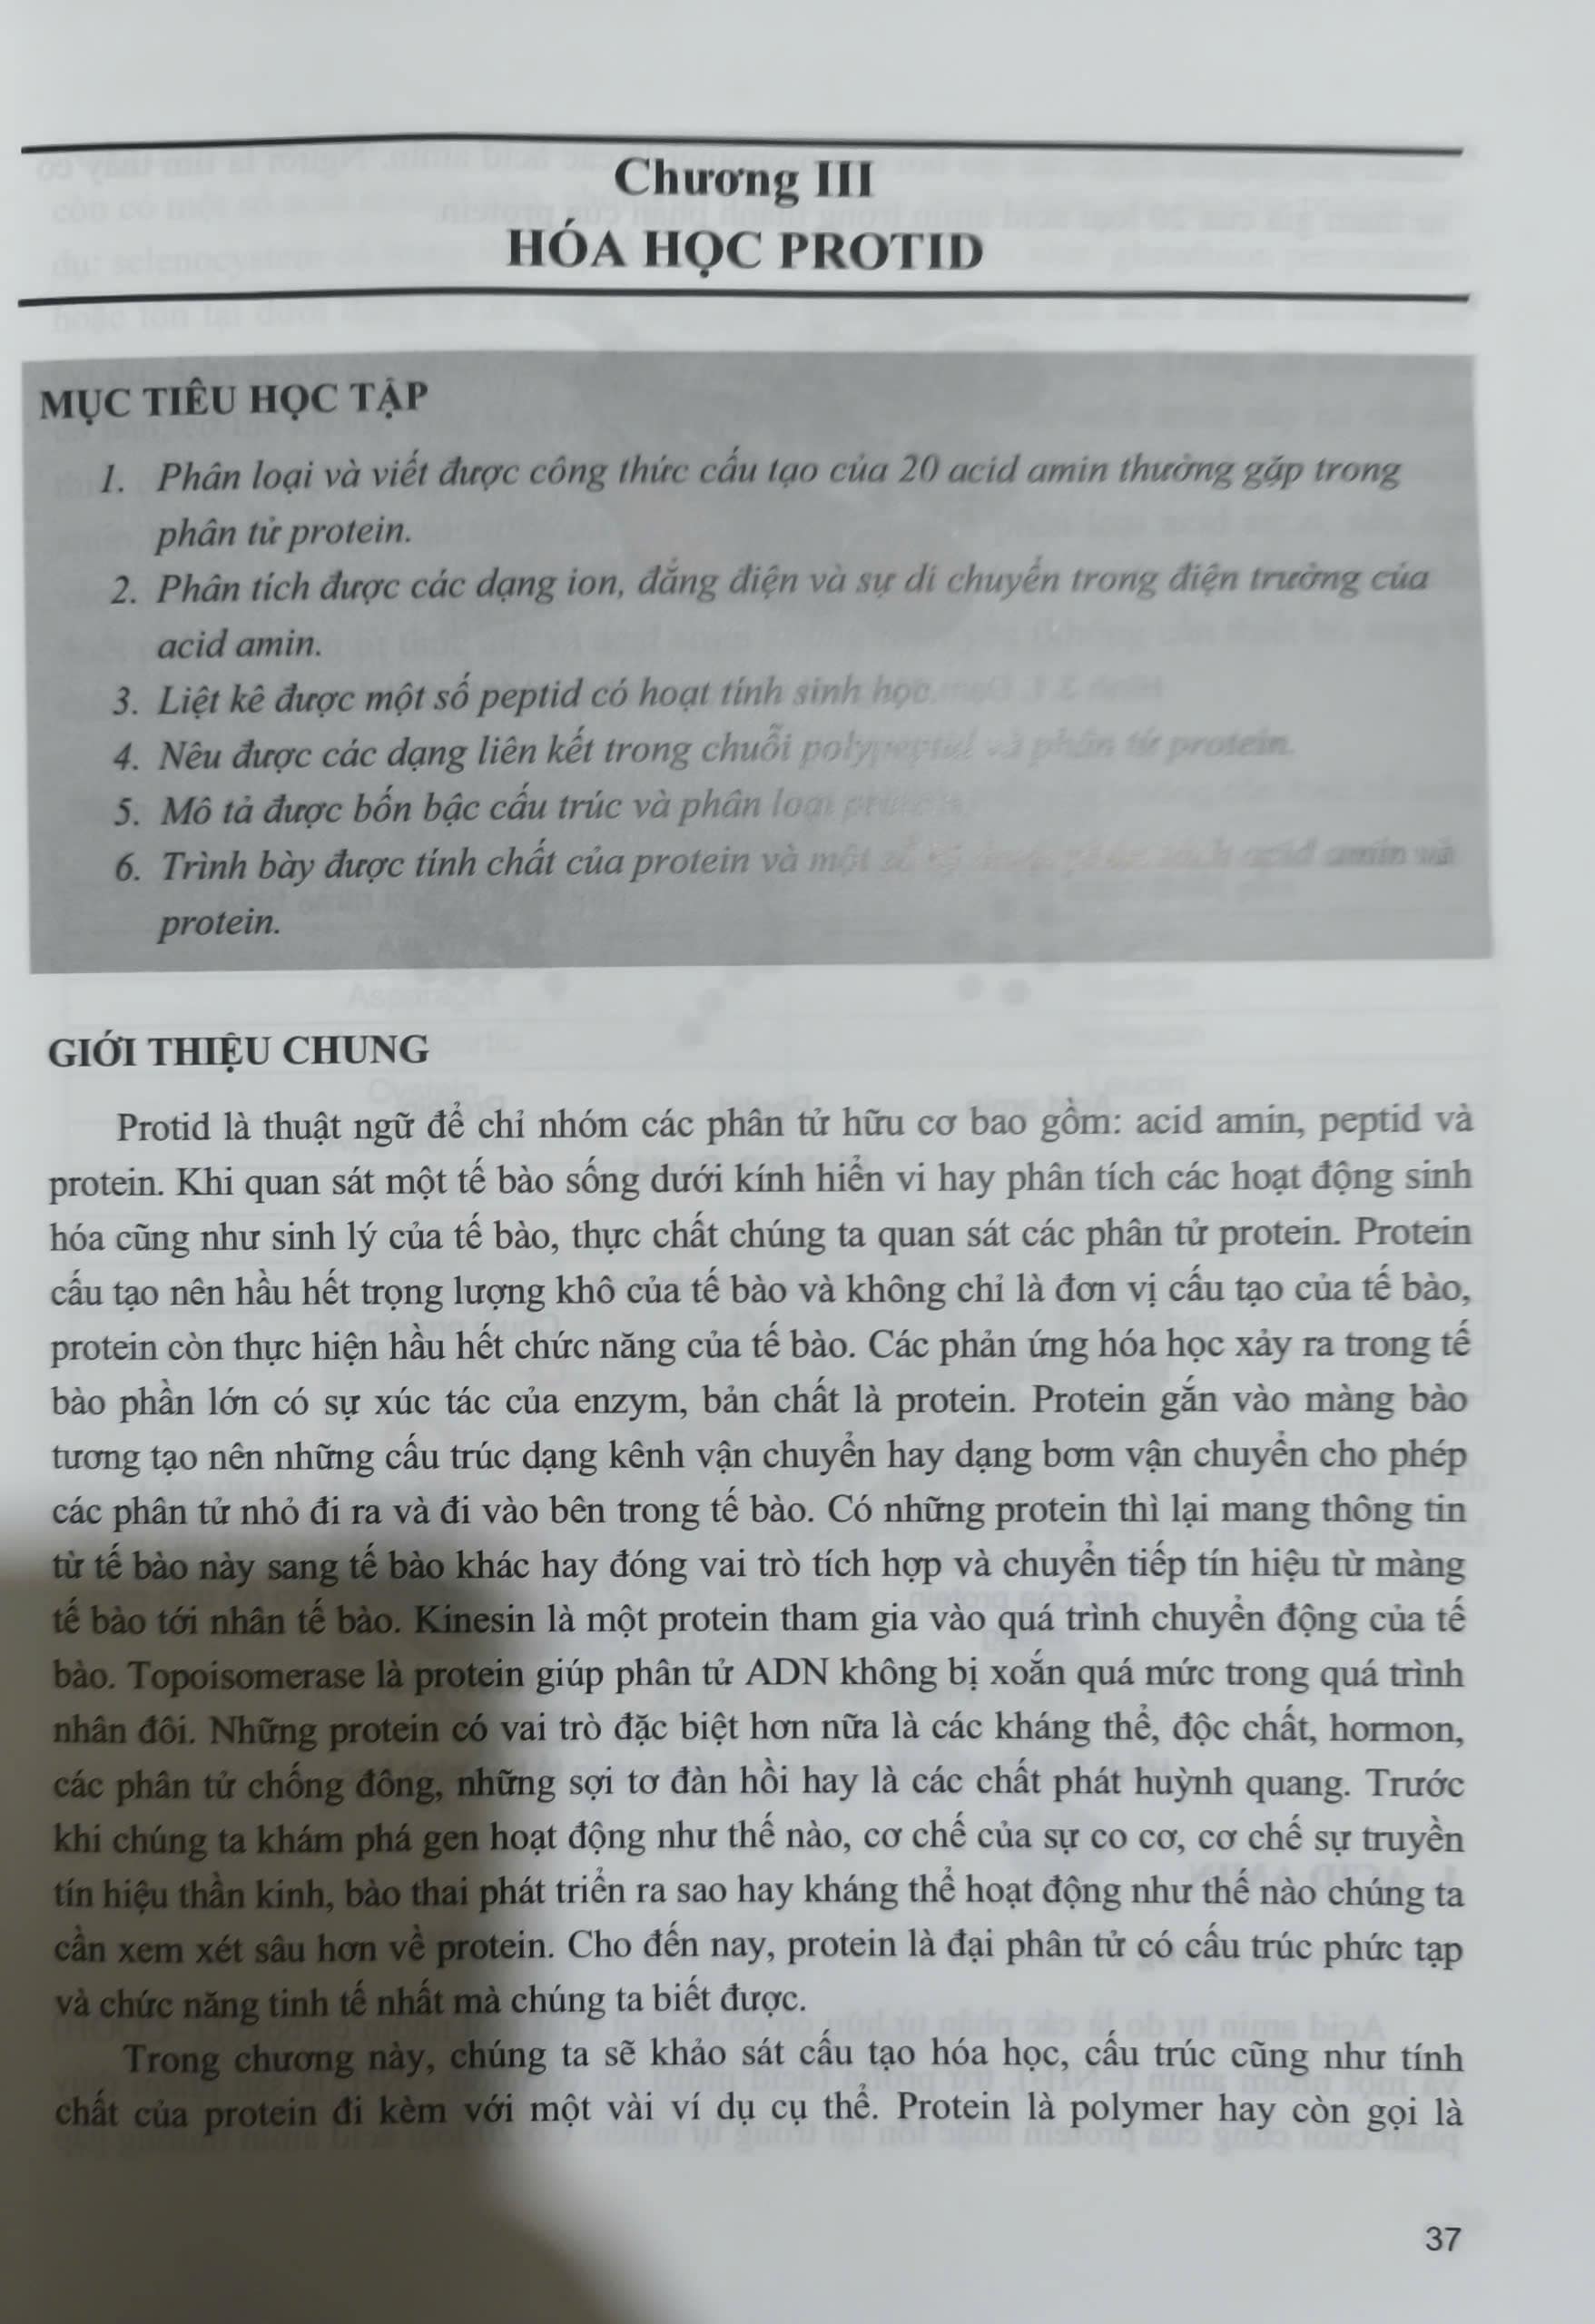 Chương III
HÓA HỌC PROTID
MỤC TIÊU HỌC TẬP
1. Phân loại và viết được công thức cấu tạo của 20 acid amin thường gặp trong
phân tử protein.
2. Phân tích được các dạng ion, đẳng điện và sự di chuyển trong điện trường của
acid amin.
3. Liệt kê được một số peptid có hoạt tính sinh học.
4. Nêu được các dạng liên kết trong chuỗi polypeptid và phân tử protein.
5. Mô tả được bốn bậc cấu trúc và phân loại protein.
6. Trình bày được tính chất của protein và một số acid amin và
protein.
GIỚI THIỆU CHUNG
Protid là thuật ngữ để chỉ nhóm các phân tử hữu cơ bao gồm: acid amin, peptid và
protein. Khi quan sát một tế bào sống dưới kính hiển vi hay phân tích các hoạt động sinh
hóa cũng như sinh lý của tế bào, thực chất chúng ta quan sát các phân tử protein. Protein
cấu tạo nên hầu hết trọng lượng khô của tế bào và không chỉ là đơn vị cấu tạo của tế bào,
protein còn thực hiện hầu hết chức năng của tế bào. Các phản ứng hóa học xảy ra trong tế
bào phần lớn có sự xúc tác của enzym, bản chất là protein. Protein gắn vào màng bào
tương tạo nên những cấu trúc dạng kênh vận chuyển hay dạng bơm vận chuyển cho phép
các phân tử nhỏ đi ra và đi vào bên trong tế bào. Có những protein thì lại mang thông tin
từ tế bào này sang tế bào khác hay đóng vai trò tích hợp và chuyển tiếp tín hiệu từ màng
tế bào tới nhân tế bào. Kinesin là một protein tham gia vào quá trình chuyển động của tế
bào. Topoisomerase là protein giúp phân tử ADN không bị xoắn quá mức trong quá trình
nhân đôi. Những protein có vai trò đặc biệt hơn nữa là các kháng thể, độc chất, hormon,
các phân tử chống đông, những sợi tơ đàn hồi hay là các chất phát huỳnh quang. Trước
khi chúng ta khám phá gen hoạt động như thế nào, cơ chế của sự co cơ, cơ chế sự truyền
tín hiệu thần kinh, bào thai phát triển ra sao hay kháng thể hoạt động như thế nào chúng ta
cần xem xét sâu hơn về protein. Cho đến nay, protein là đại phân tử có cấu trúc phức tạp
và chức năng tinh tế nhất mà chúng ta biết được.
Trong chương này, chúng ta sẽ khảo sát cấu tạo hóa học, cấu trúc cũng như tính
chất của protein đi kèm với một vài ví dụ cụ thể. Protein là polymer hay còn gọi là
37